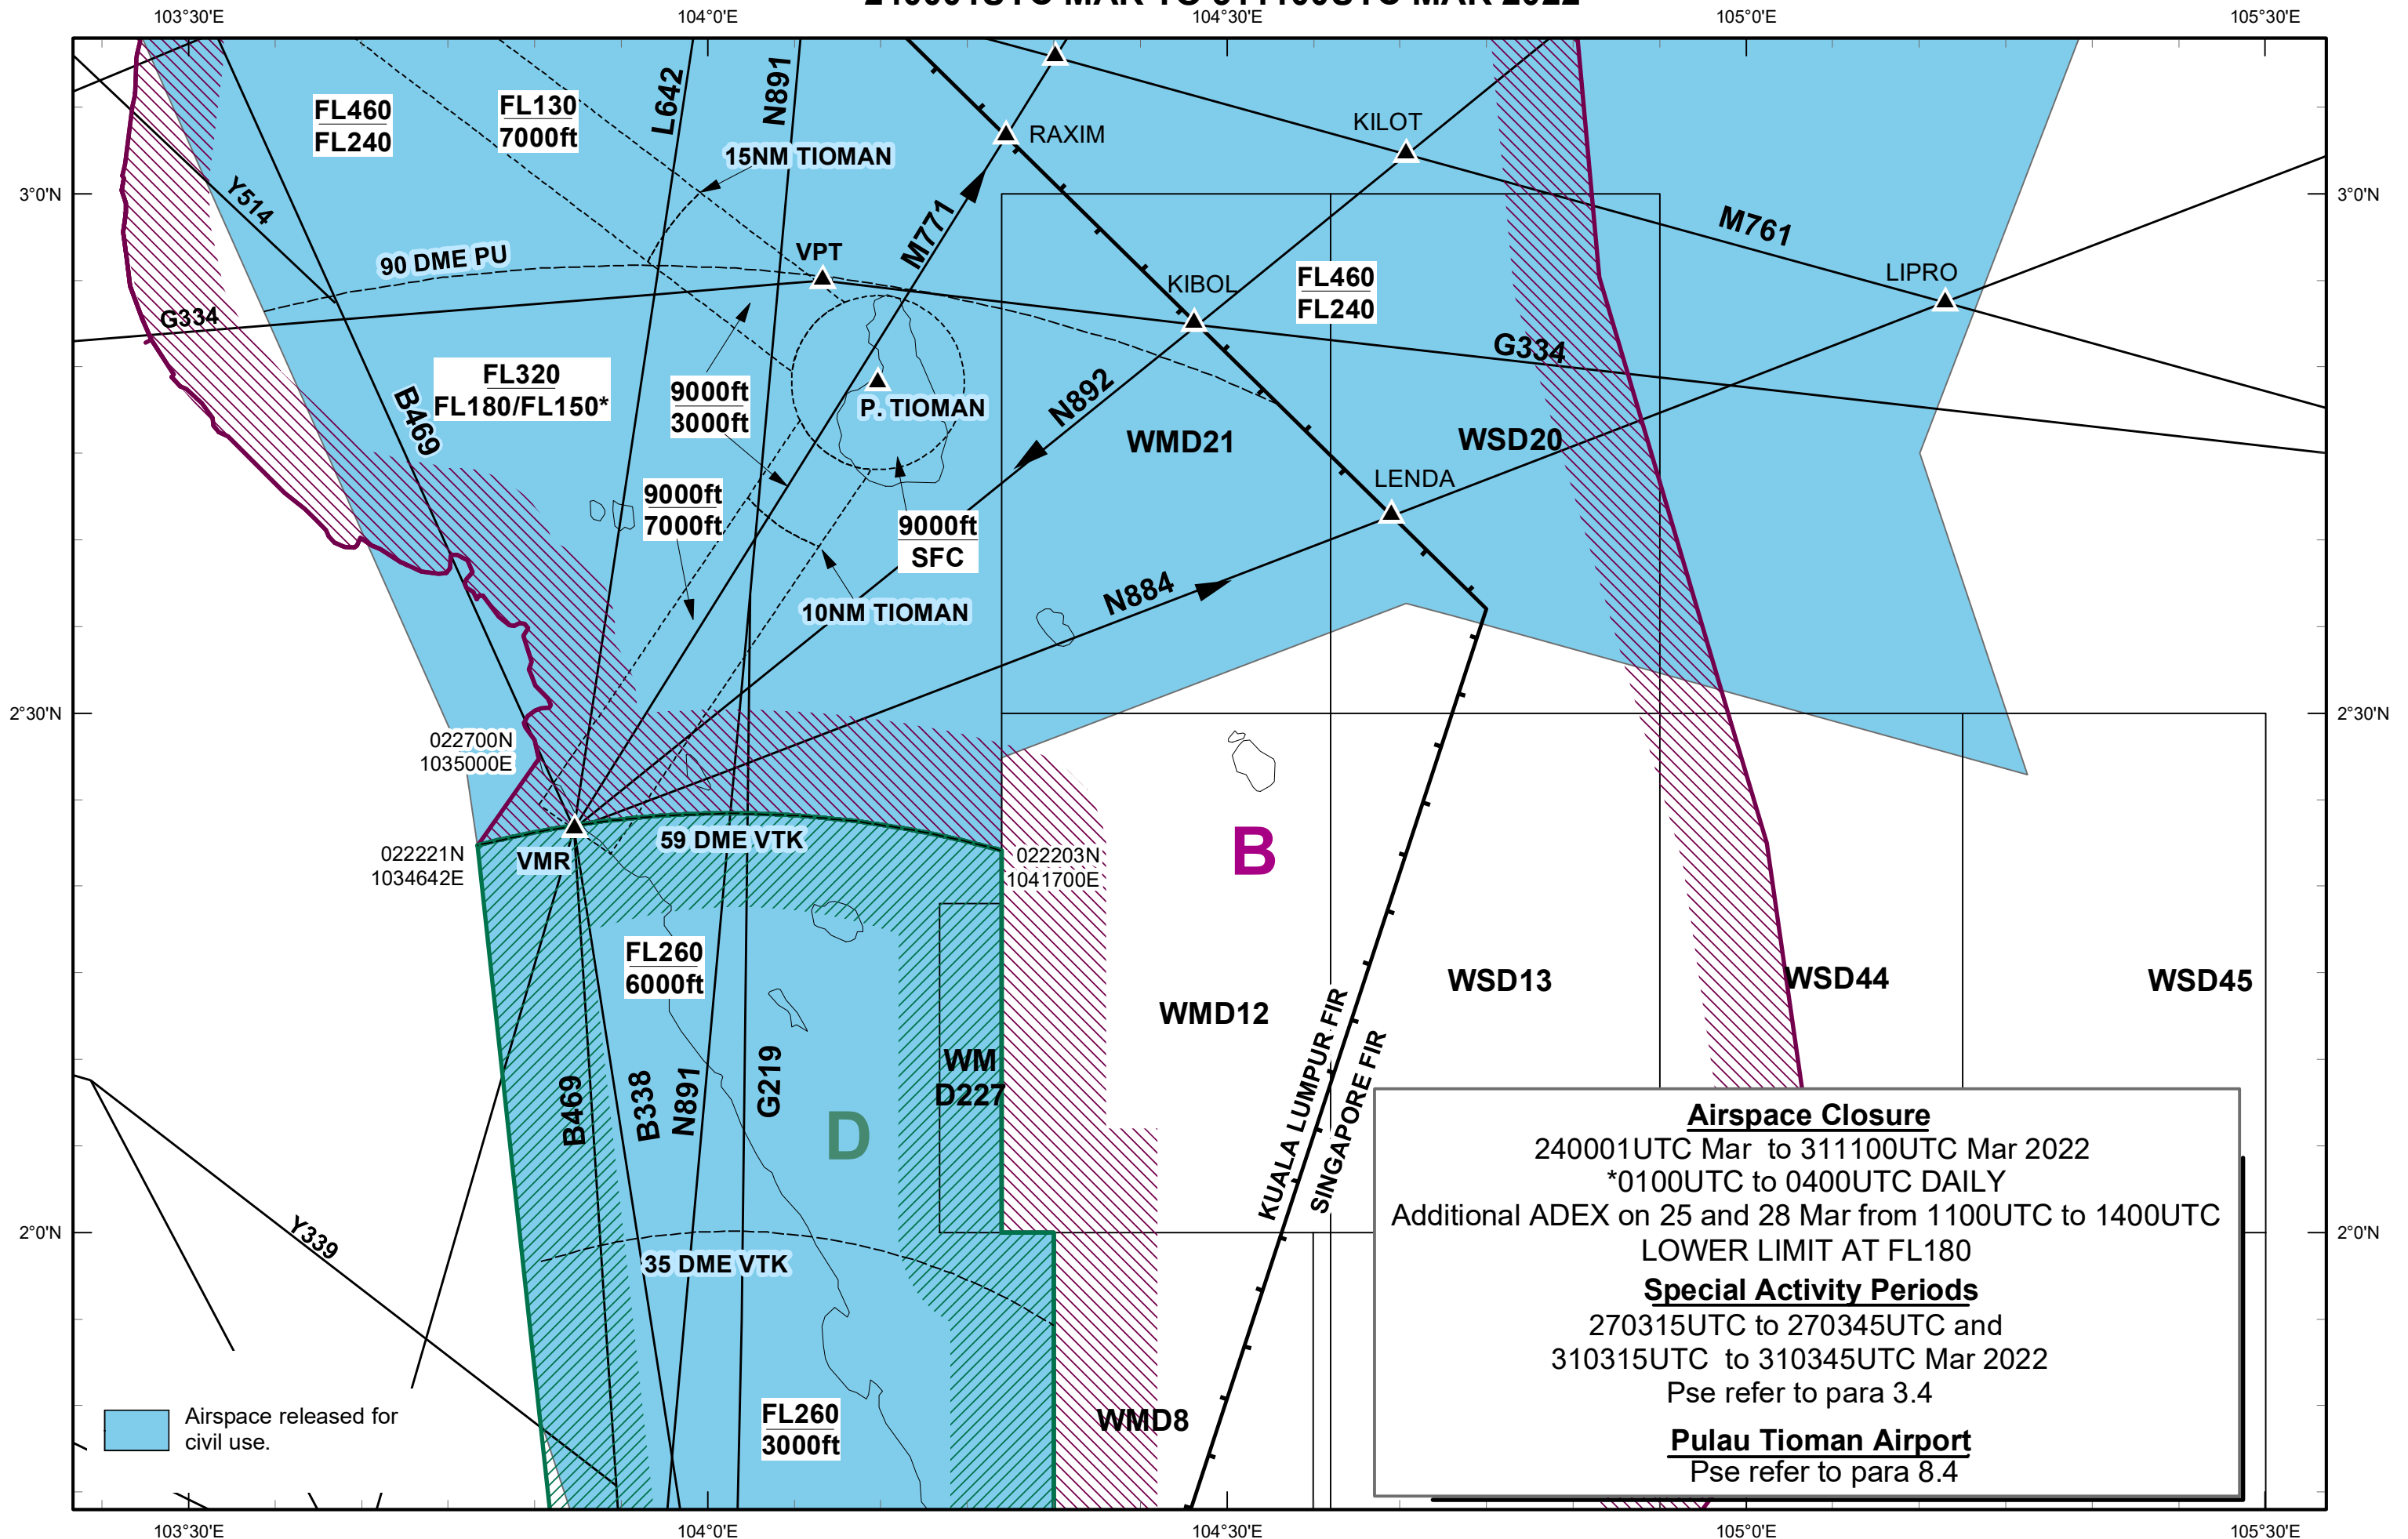 103°30'E
104°0'E
104°30'E
105°0'E
105°30'E
FL460
FL240
FL130
7000ft
L642
N891
15NM TIOMAN
RAXIM
KILOT
3°0'N
3°0'N
Y514
M771
M761
90 DME PU
VPT
KIBOL
FL460
FL240
LIPRO
G334
G334
FL320
FL180/FL150*
B469
9000ft
3000ft
P. TIOMAN
N892
WMD21
WSD20
LENDA
9000ft
7000ft
9000ft
SFC
10NM TIOMAN
N884
2°30'N
2°30'N
022700N
1035000E
59 DME VTK
022221N
1034642E
VMR
022203N
1041700E
B
FL260
6000ft
WMD12
WSD13
WSD44
WSD45
WM
D227
B469
B338
N891
G219
D
KUALA LUMPUR FIR
SINGAPORE FIR
Y339
2°0'N
2°0'N
35 DME VTK
Airspace Closure
240001UTC Mar to 311100UTC Mar 2022
*0100UTC to 0400UTC DAILY
Additional ADEX on 25 and 28 Mar from 1100UTC to 1400UTC
LOWER LIMIT AT FL180
Special Activity Periods
270315UTC to 270345UTC and
310315UTC to 310345UTC Mar 2022
Pse refer to para 3.4
Pulau Tioman Airport
Pse refer to para 8.4
Airspace released for
civil use.
FL260
3000ft
WMD8
103°30'E
104°0'E
104°30'E
105°0'E
105°30'E